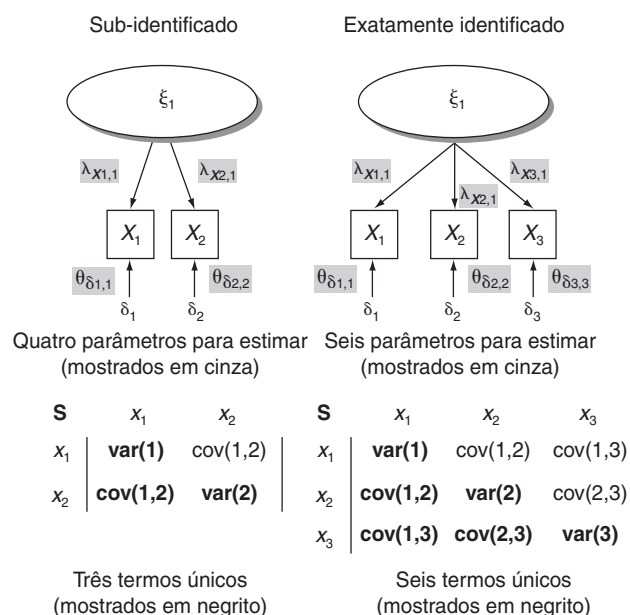 Sub-identificado
ξ1
λx1,1
λx2,1
X1
X2
θδ1,1
θδ2,2
δ1
δ2
Quatro parâmetros para estimar
(mostrados em cinza)
S x1 x2
x1 var(1) cov(1,2)
x2 cov(1,2) var(2)
Três termos únicos
(mostrados em negrito)
Exatamente identificado
ξ1
λx1,1
λx2,1
λx3,1
X1
X2
X3
θδ1,1
θδ2,2
θδ3,3
δ1
δ2
δ3
Seis parâmetros para estimar
(mostrados em cinza)
S x1 x2 x3
x1 var(1) cov(1,2) cov(1,3)
x2 cov(1,2) var(2) cov(2,3)
x3 cov(1,3) cov(2,3) var(3)
Seis termos únicos
(mostrados em negrito)